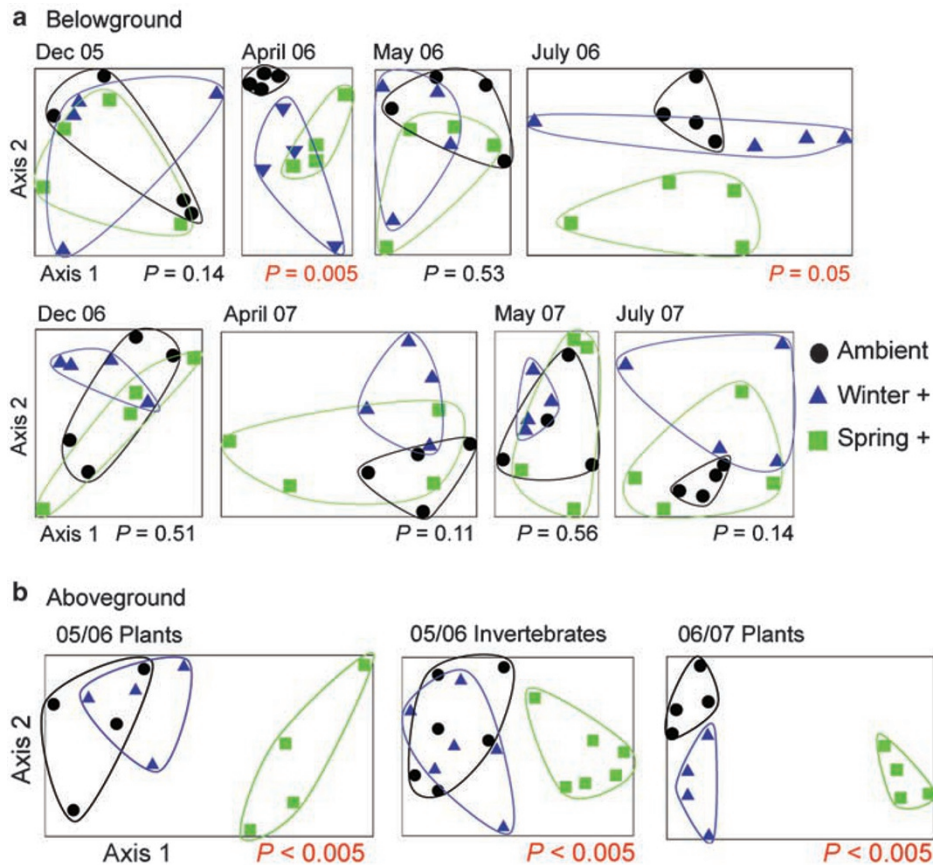 a Belowground
Dec 05 April 06 May 06 July 06
Axis 2
Axis 1 P = 0.14 P = 0.005 P = 0.53 P = 0.05
Dec 06 April 07 May 07 July 07
Axis 2
Ambient
Winter +
Spring +
Axis 1 P = 0.51 P = 0.11 P = 0.56 P = 0.14
b Aboveground
05/06 Plants 05/06 Invertebrates 06/07 Plants
Axis 2
Axis 1 P < 0.005 P < 0.005 P < 0.005